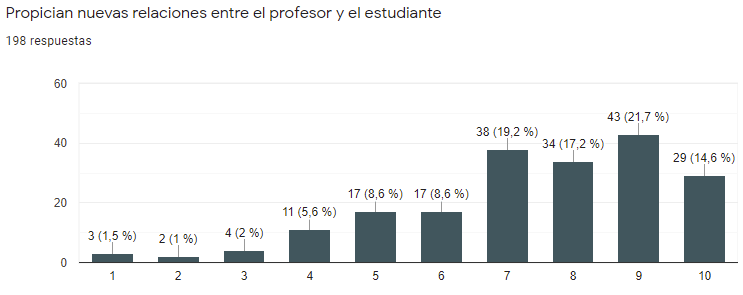 Propician nuevas relaciones entre el profesor y el estudiante
198 respuestas
60
40
20
0
3 (1,5 %)
2 (1 %)
4 (2 %)
11 (5,6 %)
17 (8,6 %)
17 (8,6 %)
38 (19,2 %)
34 (17,2 %)
43 (21,7 %)
29 (14,6 %)
1 2 3 4 5 6 7 8 9 10